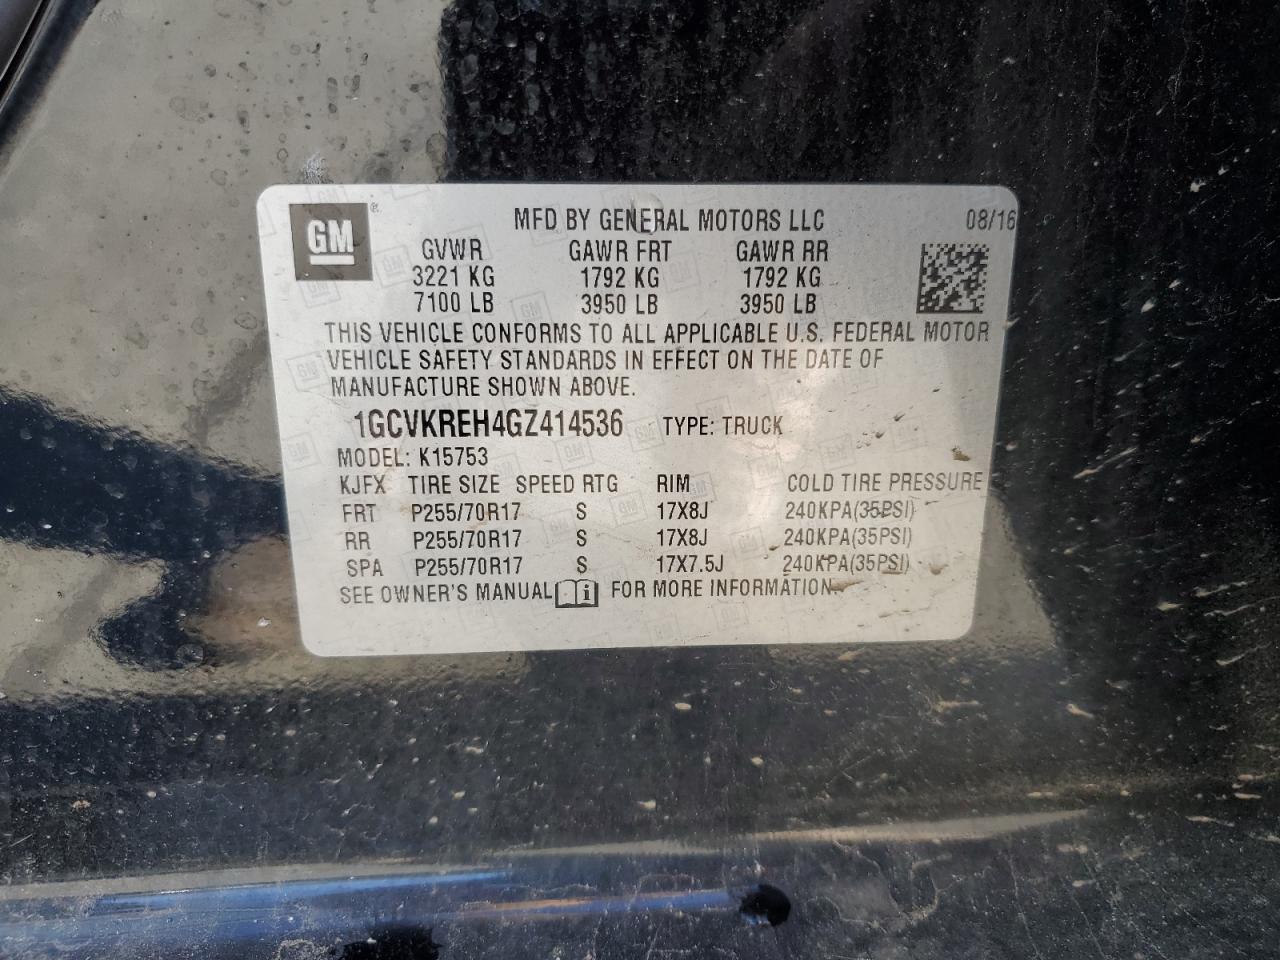 GM ®
MFD BY GENERAL MOTORS LLC 08/16
GVWR GAWR FRT GAWR RR
3221 KG 1792 KG 1792 KG
7100 LB 3950 LB 3950 LB
THIS VEHICLE CONFORMS TO ALL APPLICABLE U.S. FEDERAL MOTOR
VEHICLE SAFETY STANDARDS IN EFFECT ON THE DATE OF
MANUFACTURE SHOWN ABOVE.
1GCVKREH4GZ414536 TYPE: TRUCK
MODEL: K15753
KJFX TIRE SIZE SPEED RTG RIM COLD TIRE PRESSURE
FRT P255/70R17 S 17X8J 240KPA(35PSI)
RR P255/70R17 S 17X8J 240KPA(35PSI)
SPA P255/70R17 S 17X7.5J 240KPA(35PSI)
SEE OWNER'S MANUAL i FOR MORE INFORMATION.